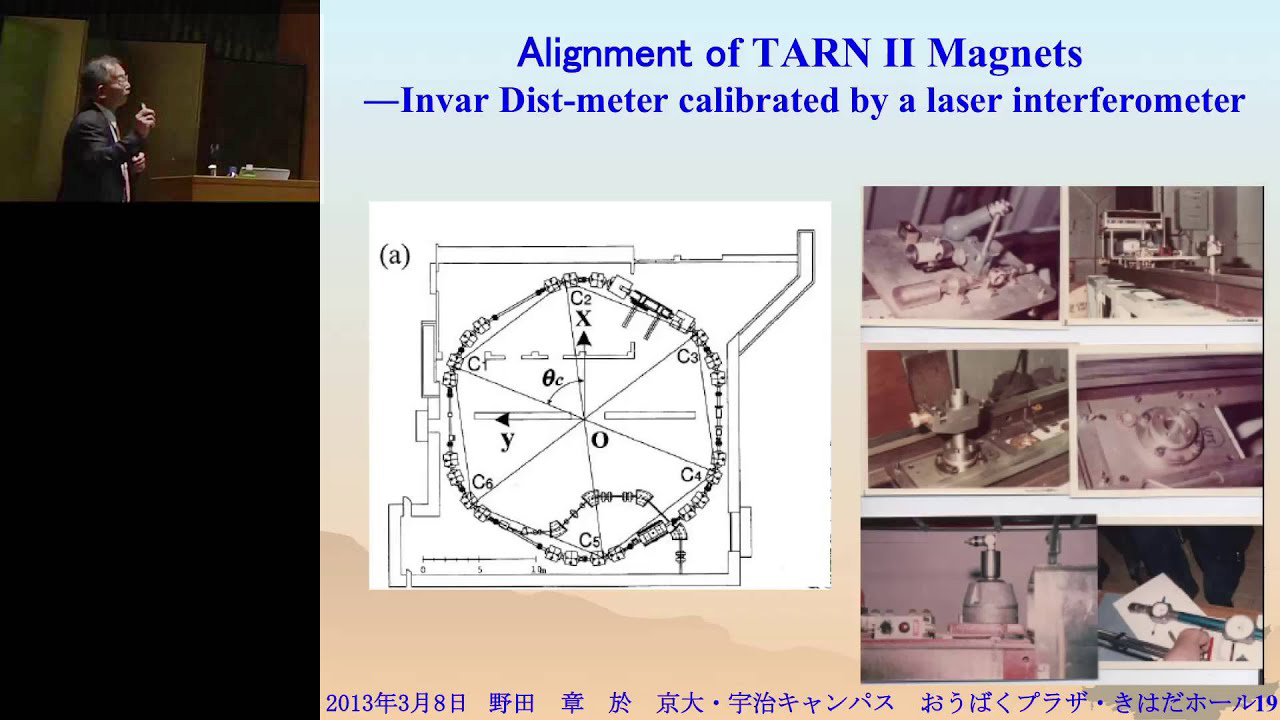 Alignment of TARN II Magnets
—Invar Dist-meter calibrated by a laser interferometer
(a)
C2
X
C3
C1
θc
y
O
C4
C6
C5
0 5 10m
2013年3月8日 野田 章 於 京大・宇治キャンパス おうばくプラザ・きはだホール19